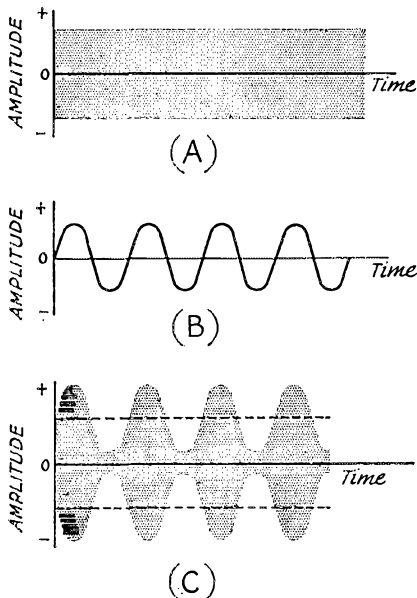 +
AMPLITUDE
0
Time
-
(A)
+
AMPLITUDE
0
Time
-
(B)
+
AMPLITUDE
0
Time
-
(C)